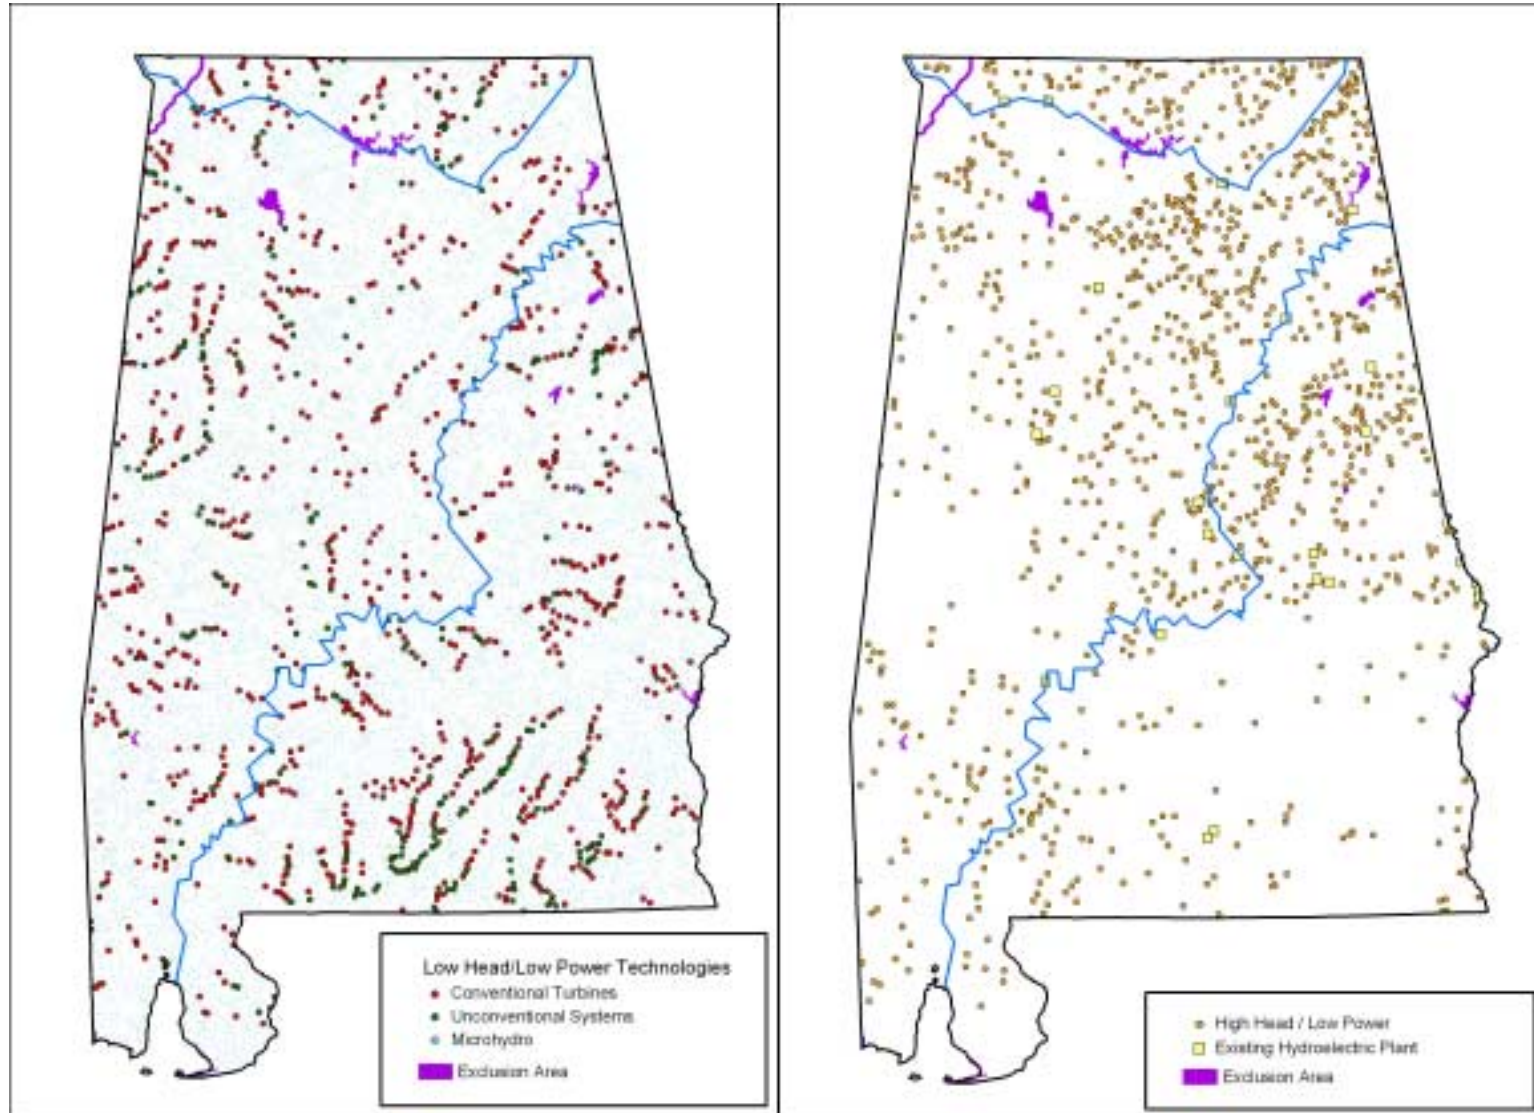 Low Head/Low Power Technologies
Conventional Turbines
Unconventional Systems
Microhydro
Exclusion Area
High Head / Low Power
Existing Hydroelectric Plant
Exclusion Area